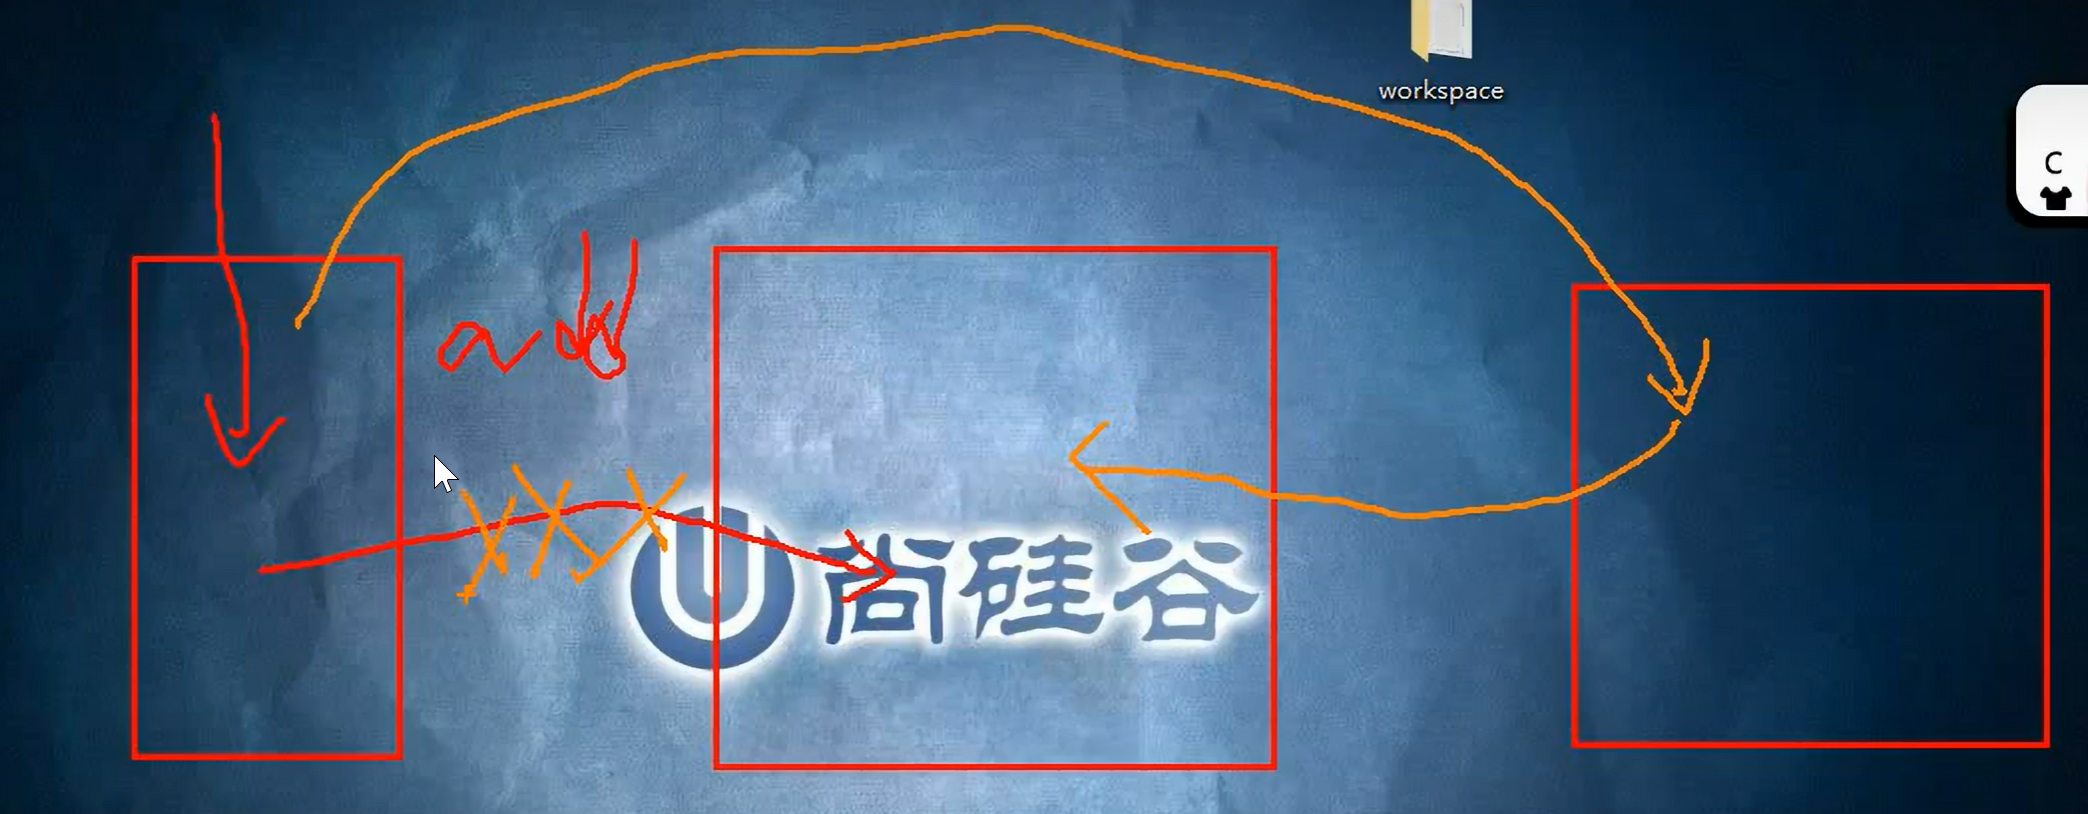 workspace
C
add
尚硅谷